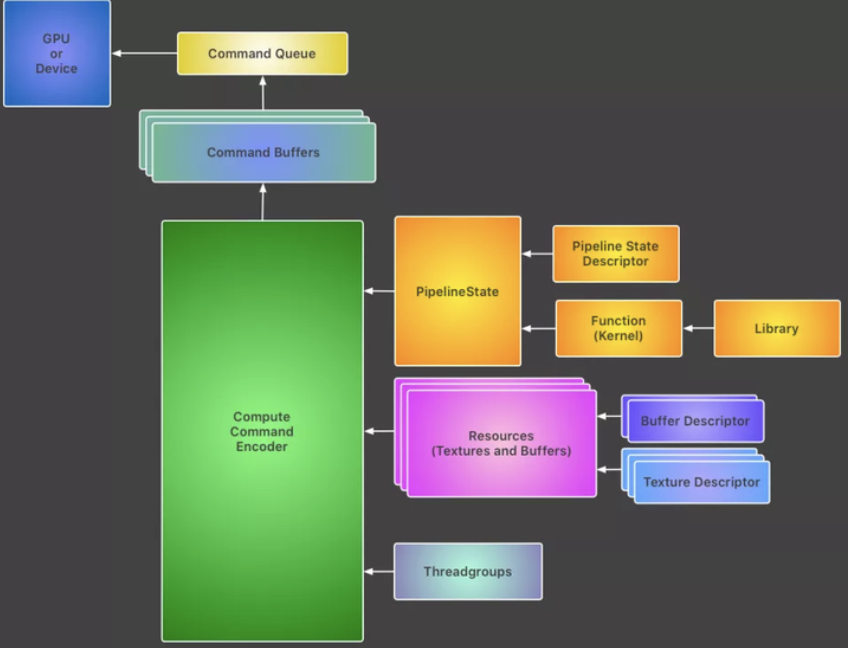 GPU
or
Device
Command Queue
Command Buffers
Compute
Command
Encoder
PipelineState
Pipeline State
Descriptor
Function
(Kernel)
Library
Resources
(Textures and Buffers)
Buffer Descriptor
Texture Descriptor
Threadgroups